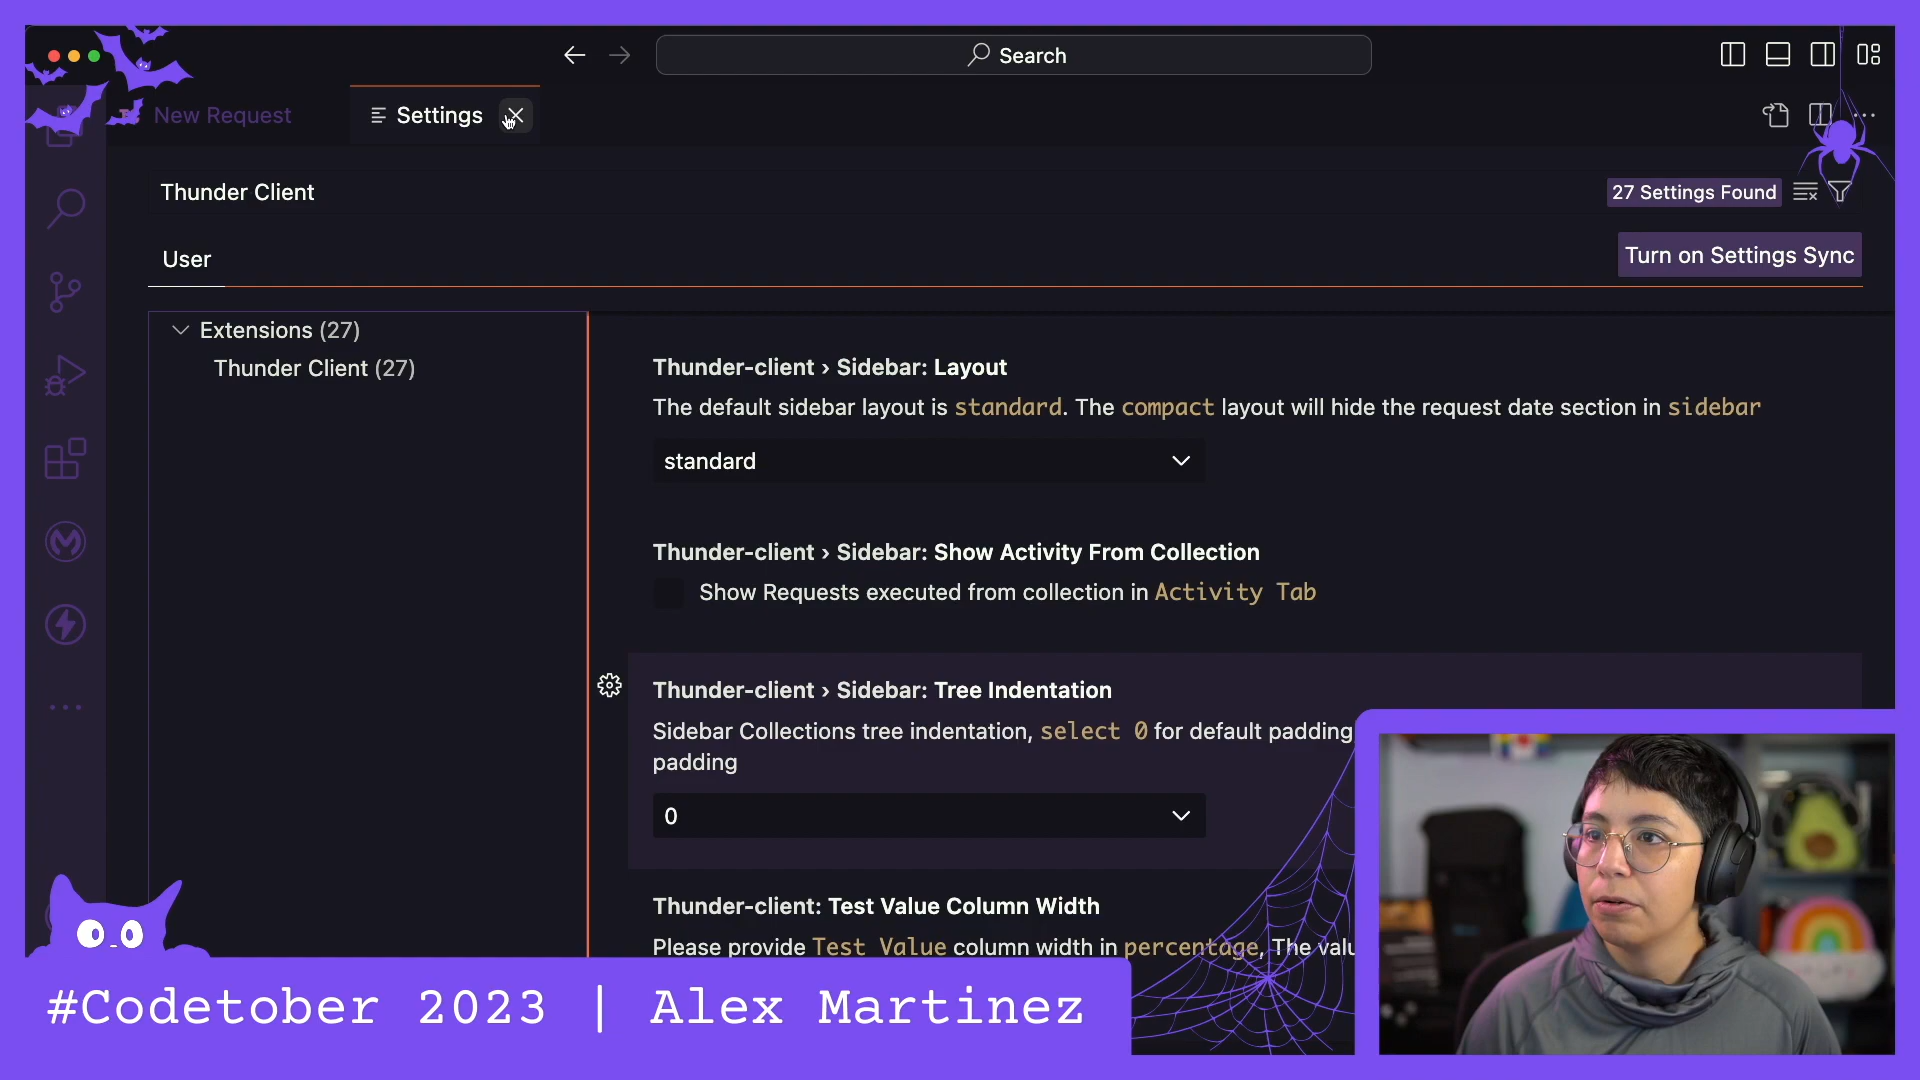 Search
New Request
Settings
Thunder Client
27 Settings Found
User
Turn on Settings Sync
Extensions (27)
Thunder Client (27)
Thunder-client › Sidebar: Layout
The default sidebar layout is standard. The compact layout will hide the request date section in sidebar
standard
Thunder-client › Sidebar: Show Activity From Collection
Show Requests executed from collection in Activity Tab
Thunder-client › Sidebar: Tree Indentation
Sidebar Collections tree indentation, select 0 for default padding
padding
0
Thunder-client: Test Value Column Width
Please provide Test Value column width in percentage, The valu
#Codetober 2023 | Alex Martinez